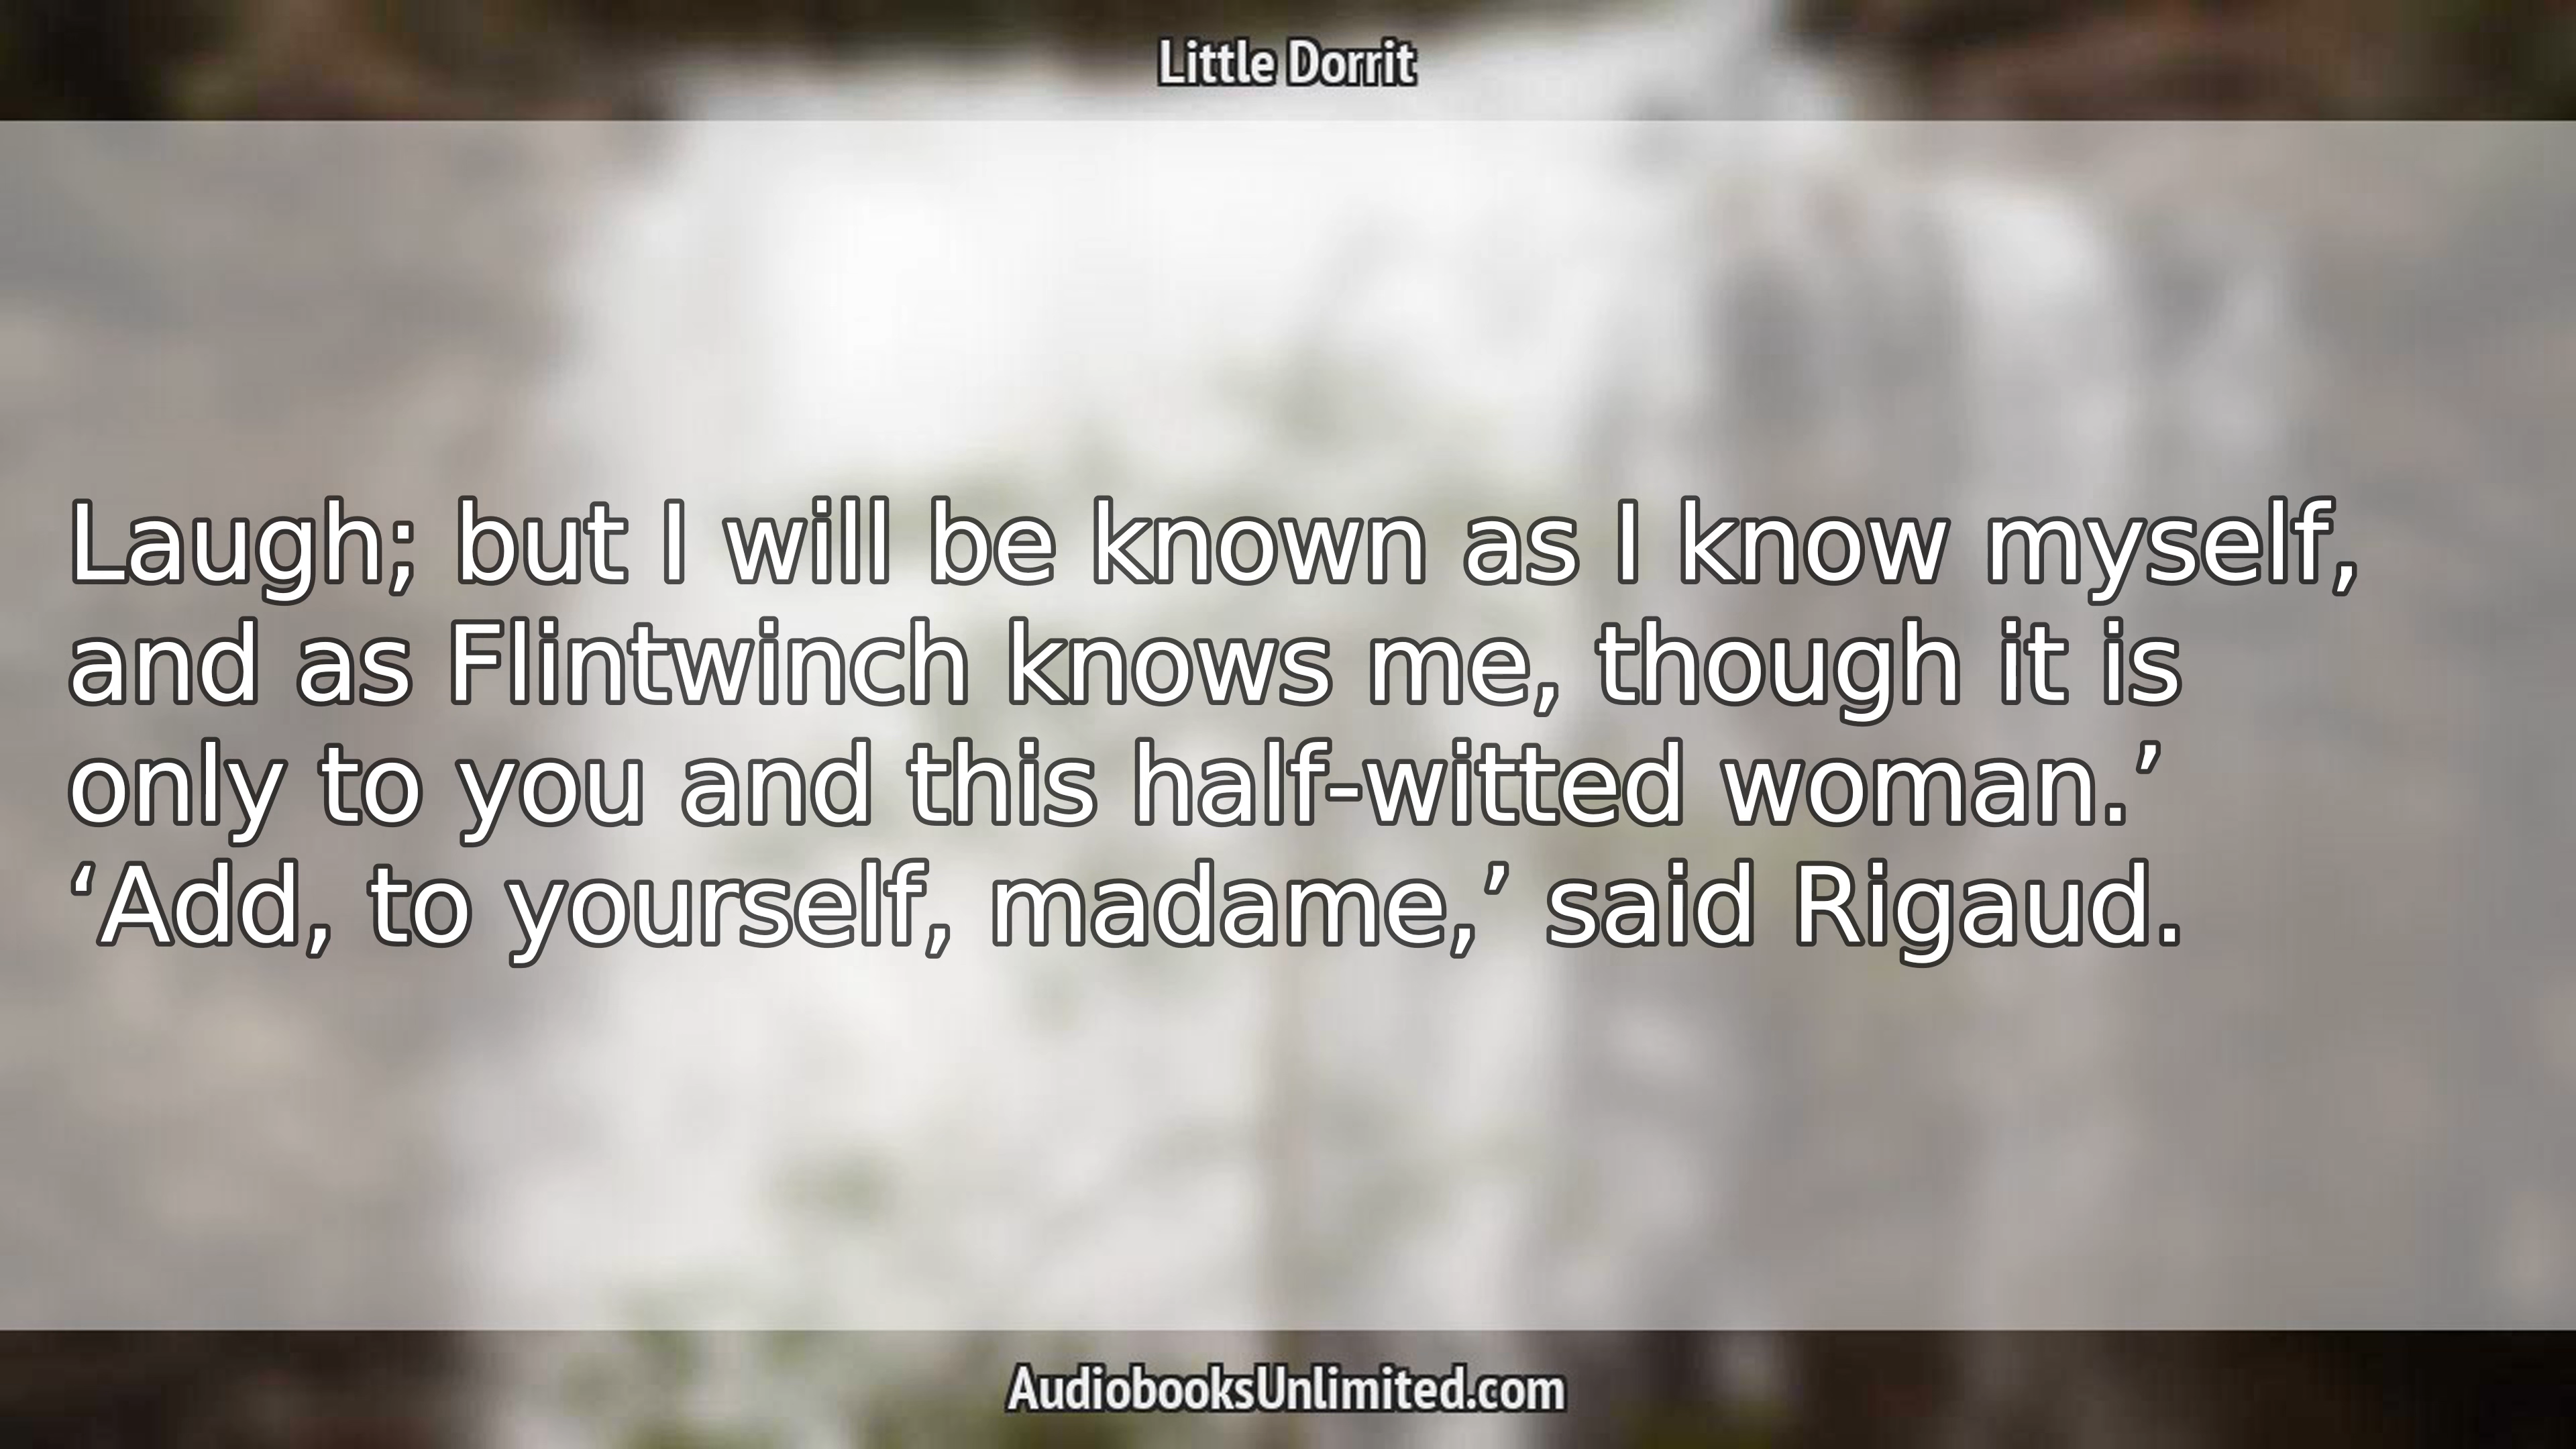 Little Dorrit
Laugh; but I will be known as I know myself,
and as Flintwinch knows me, though it is
only to you and this half-witted woman.’
‘Add, to yourself, madame,’ said Rigaud.
AudiobooksUnlimited.com